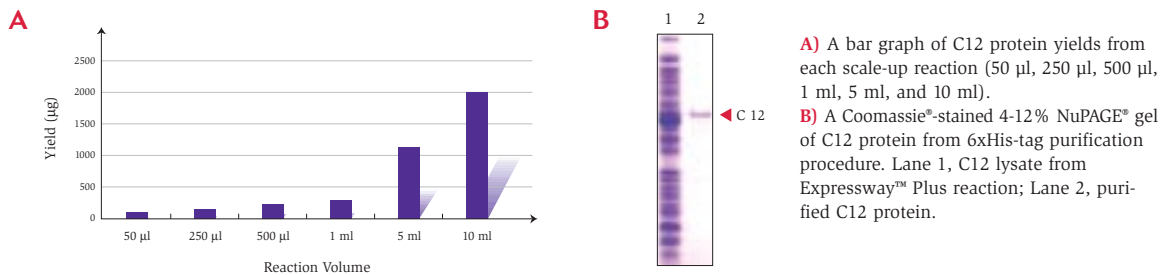 A
2500
2000
1500
1000
500
0
Yield (µg)
50 µl 250 µl 500 µl 1 ml 5 ml 10 ml
Reaction Volume
B
1 2
C 12
A) A bar graph of C12 protein yields from
each scale-up reaction (50 µl, 250 µl, 500 µl,
1 ml, 5 ml, and 10 ml).
B) A Coomassie®-stained 4-12% NuPAGE® gel
of C12 protein from 6xHis-tag purification
procedure. Lane 1, C12 lysate from
Expressway™ Plus reaction; Lane 2, puri-
fied C12 protein.